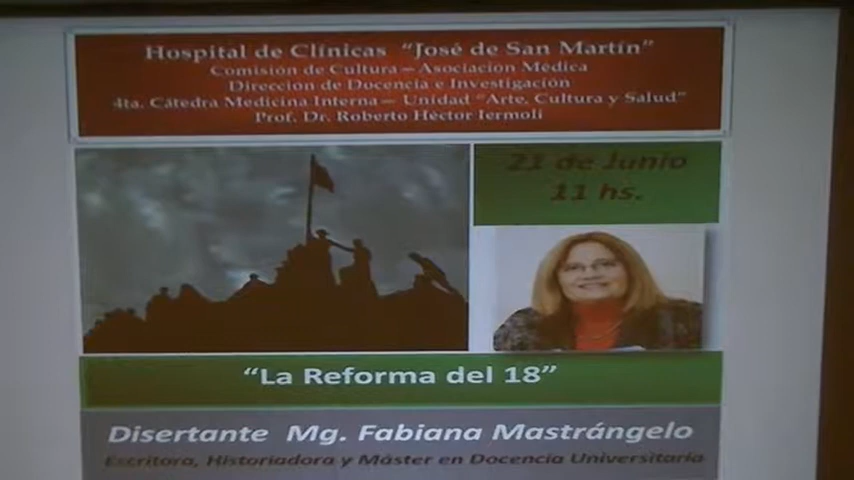 Hospital de Clínicas "José de San Martín"
Comisión de Cultura – Asociación Médica
Direccion de Docencia e Investigación
4ta. Cátedra Medicina Interna – Unidad "Arte, Cultura y Salud"
Prof. Dr. Roberto Héctor Iermoli
21 de Junio
11 hs.
"La Reforma del 18"
Disertante Mg. Fabiana Mastrángelo
Escritora, Historiadora y Máster en Docencia Universitaria